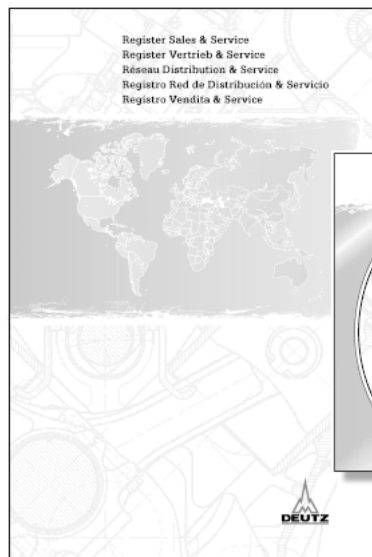 Register Sales & Service
Register Vertrieb & Service
Réseau Distribution & Service
Registro Red de Distribución & Servicio
Registro Vendita & Service
DEUTZ